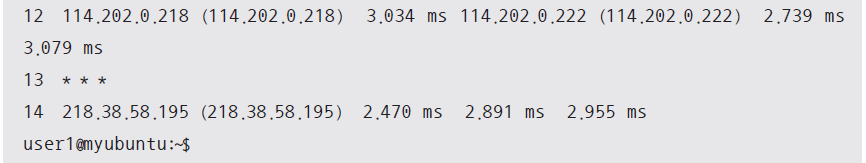 12  114.202.0.218 (114.202.0.218)  3.034 ms 114.202.0.222 (114.202.0.222)  2.739 ms
3.079 ms
13  * * *
14  218.38.58.195 (218.38.58.195)  2.470 ms  2.891 ms  2.955 ms
user1@myubuntu:~$